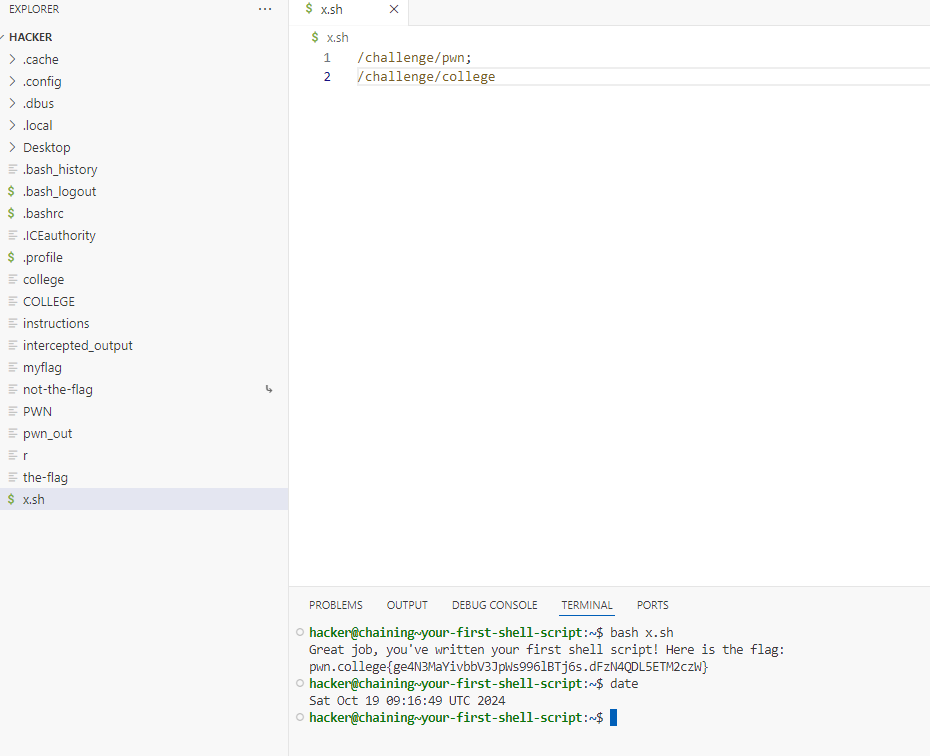 EXPLORER
HACKER
.cache
.config
.dbus
.local
Desktop
.bash_history
.bash_logout
.bashrc
.ICEauthority
.profile
college
COLLEGE
instructions
intercepted_output
myflag
not-the-flag
PWN
pwn_out
r
the-flag
$ x.sh
$ x.sh
$ x.sh
1 /challenge/pwn;
2 /challenge/college
PROBLEMS OUTPUT DEBUG CONSOLE TERMINAL PORTS
hacker@chaining~your-first-shell-script:~$ bash x.sh
Great job, you've written your first shell script! Here is the flag:
pwn.college{ge4N3MaYivbbV3JpWs996lBTj6s.dFzN4QDL5ETM2czW}
hacker@chaining~your-first-shell-script:~$ date
Sat Oct 19 09:16:49 UTC 2024
hacker@chaining~your-first-shell-script:~$